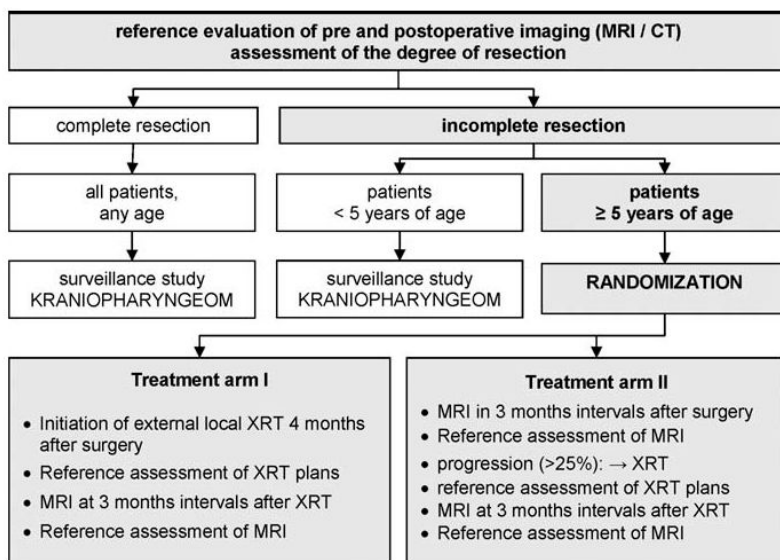 reference evaluation of pre and postoperative imaging (MRI / CT)
assessment of the degree of resection
complete resection
incomplete resection
all patients,
any age
patients
< 5 years of age
patients
≥ 5 years of age
surveillance study
KRANIOPHARYNGEOM
surveillance study
KRANIOPHARYNGEOM
RANDOMIZATION
Treatment arm I
• Initiation of external local XRT 4 months
after surgery
• Reference assessment of XRT plans
• MRI at 3 months intervals after XRT
• Reference assessment of MRI
Treatment arm II
• MRI in 3 months intervals after surgery
• Reference assessment of MRI
• progression (>25%): → XRT
• reference assessment of XRT plans
• MRI at 3 months intervals after XRT
• Reference assessment of MRI